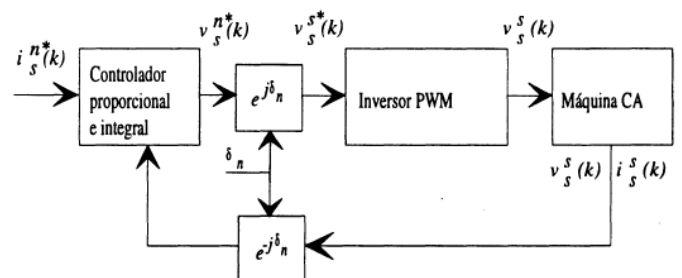 i_s^{n*}(k)
v_s^{n*}(k)
v_s^{s*}(k)
v_s^s(k)
Controlador
proporcional
e integral
e^{jδ_n}
Inversor PWM
Máquina CA
δ_n
v_s^s(k) i_s^s(k)
e^{-jδ_n}